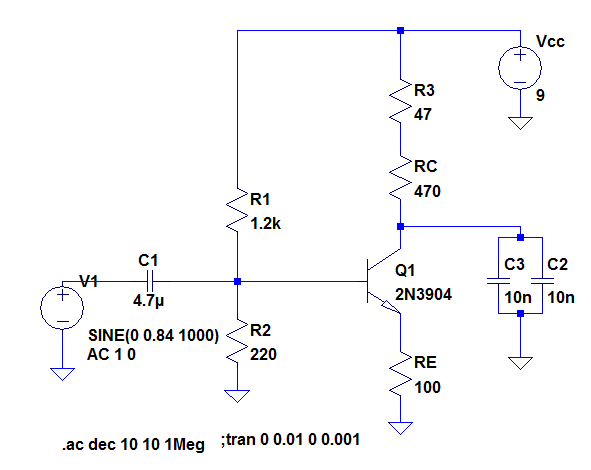 Vcc
9
R3
47
RC
470
R1
1.2k
C1
4.7µ
V1
SINE(0 0.84 1000)
AC 1 0
R2
220
Q1
2N3904
C3
10n
C2
10n
RE
100
.ac dec 10 10 1Meg
;tran 0 0.01 0 0.001